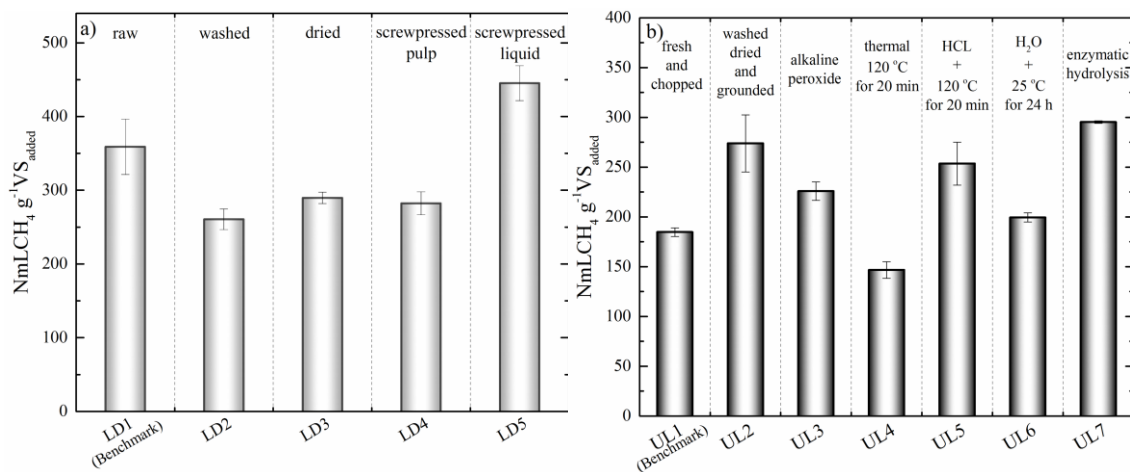 a)
raw
washed
dried
screwpressed
pulp
screwpressed
liquid
500
400
300
200
100
0
NmLCH₄ g⁻¹VS_added
LD1
(Benchmark)
LD2
LD3
LD4
LD5
b)
fresh
and
chopped
washed
dried
and
grounded
alkaline
peroxide
thermal
120 °C
for 20 min
HCL
+
120 °C
for 20 min
H₂O
+
25 °C
for 24 h
enzymatic
hydrolysis
400
350
300
250
200
150
100
50
0
NmLCH₄ g⁻¹VS_added
UL1
(Benchmark)
UL2
UL3
UL4
UL5
UL6
UL7